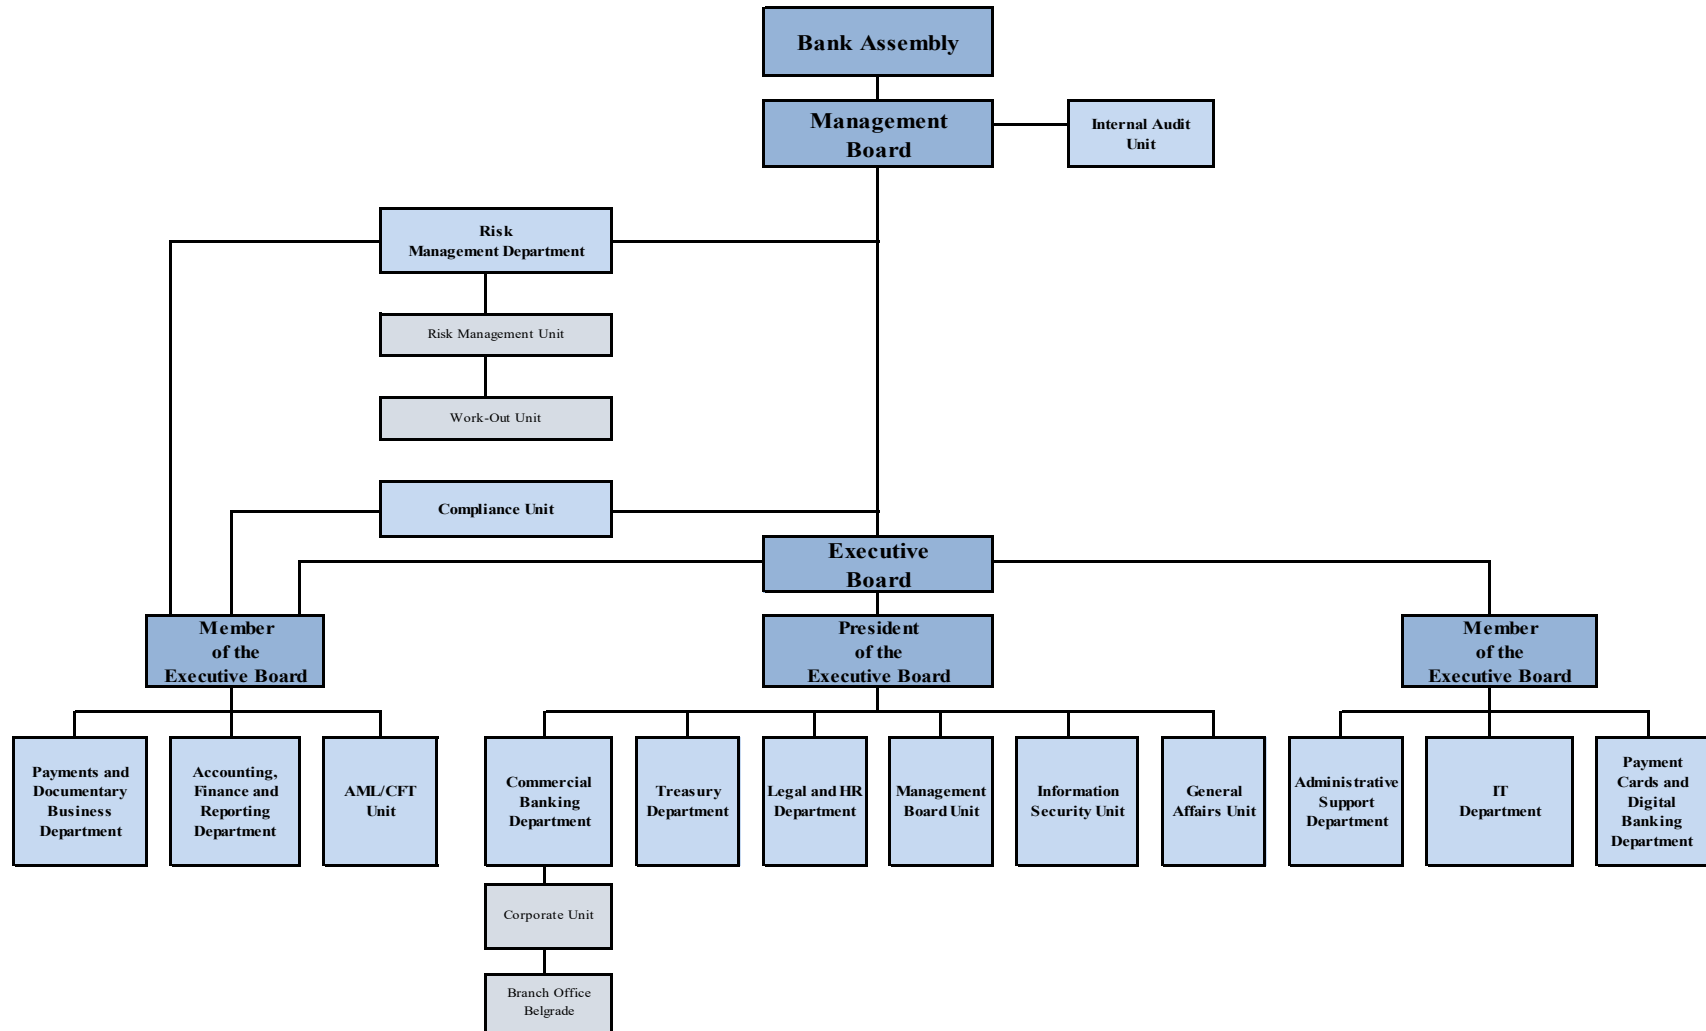 Bank Assembly
Management
Board
Internal Audit
Unit
Risk
Management Department
Risk Management Unit
Work-Out Unit
Compliance Unit
Executive
Board
Member
of the
Executive Board
President
of the
Executive Board
Member
of the
Executive Board
Payments and
Documentary
Business
Department
Accounting,
Finance and
Reporting
Department
AML/CFT
Unit
Commercial
Banking
Department
Treasury
Department
Legal and HR
Department
Management
Board Unit
Information
Security Unit
General
Affairs Unit
Administrative
Support
Department
IT
Department
Payment
Cards and
Digital
Banking
Department
Corporate Unit
Branch Office
Belgrade